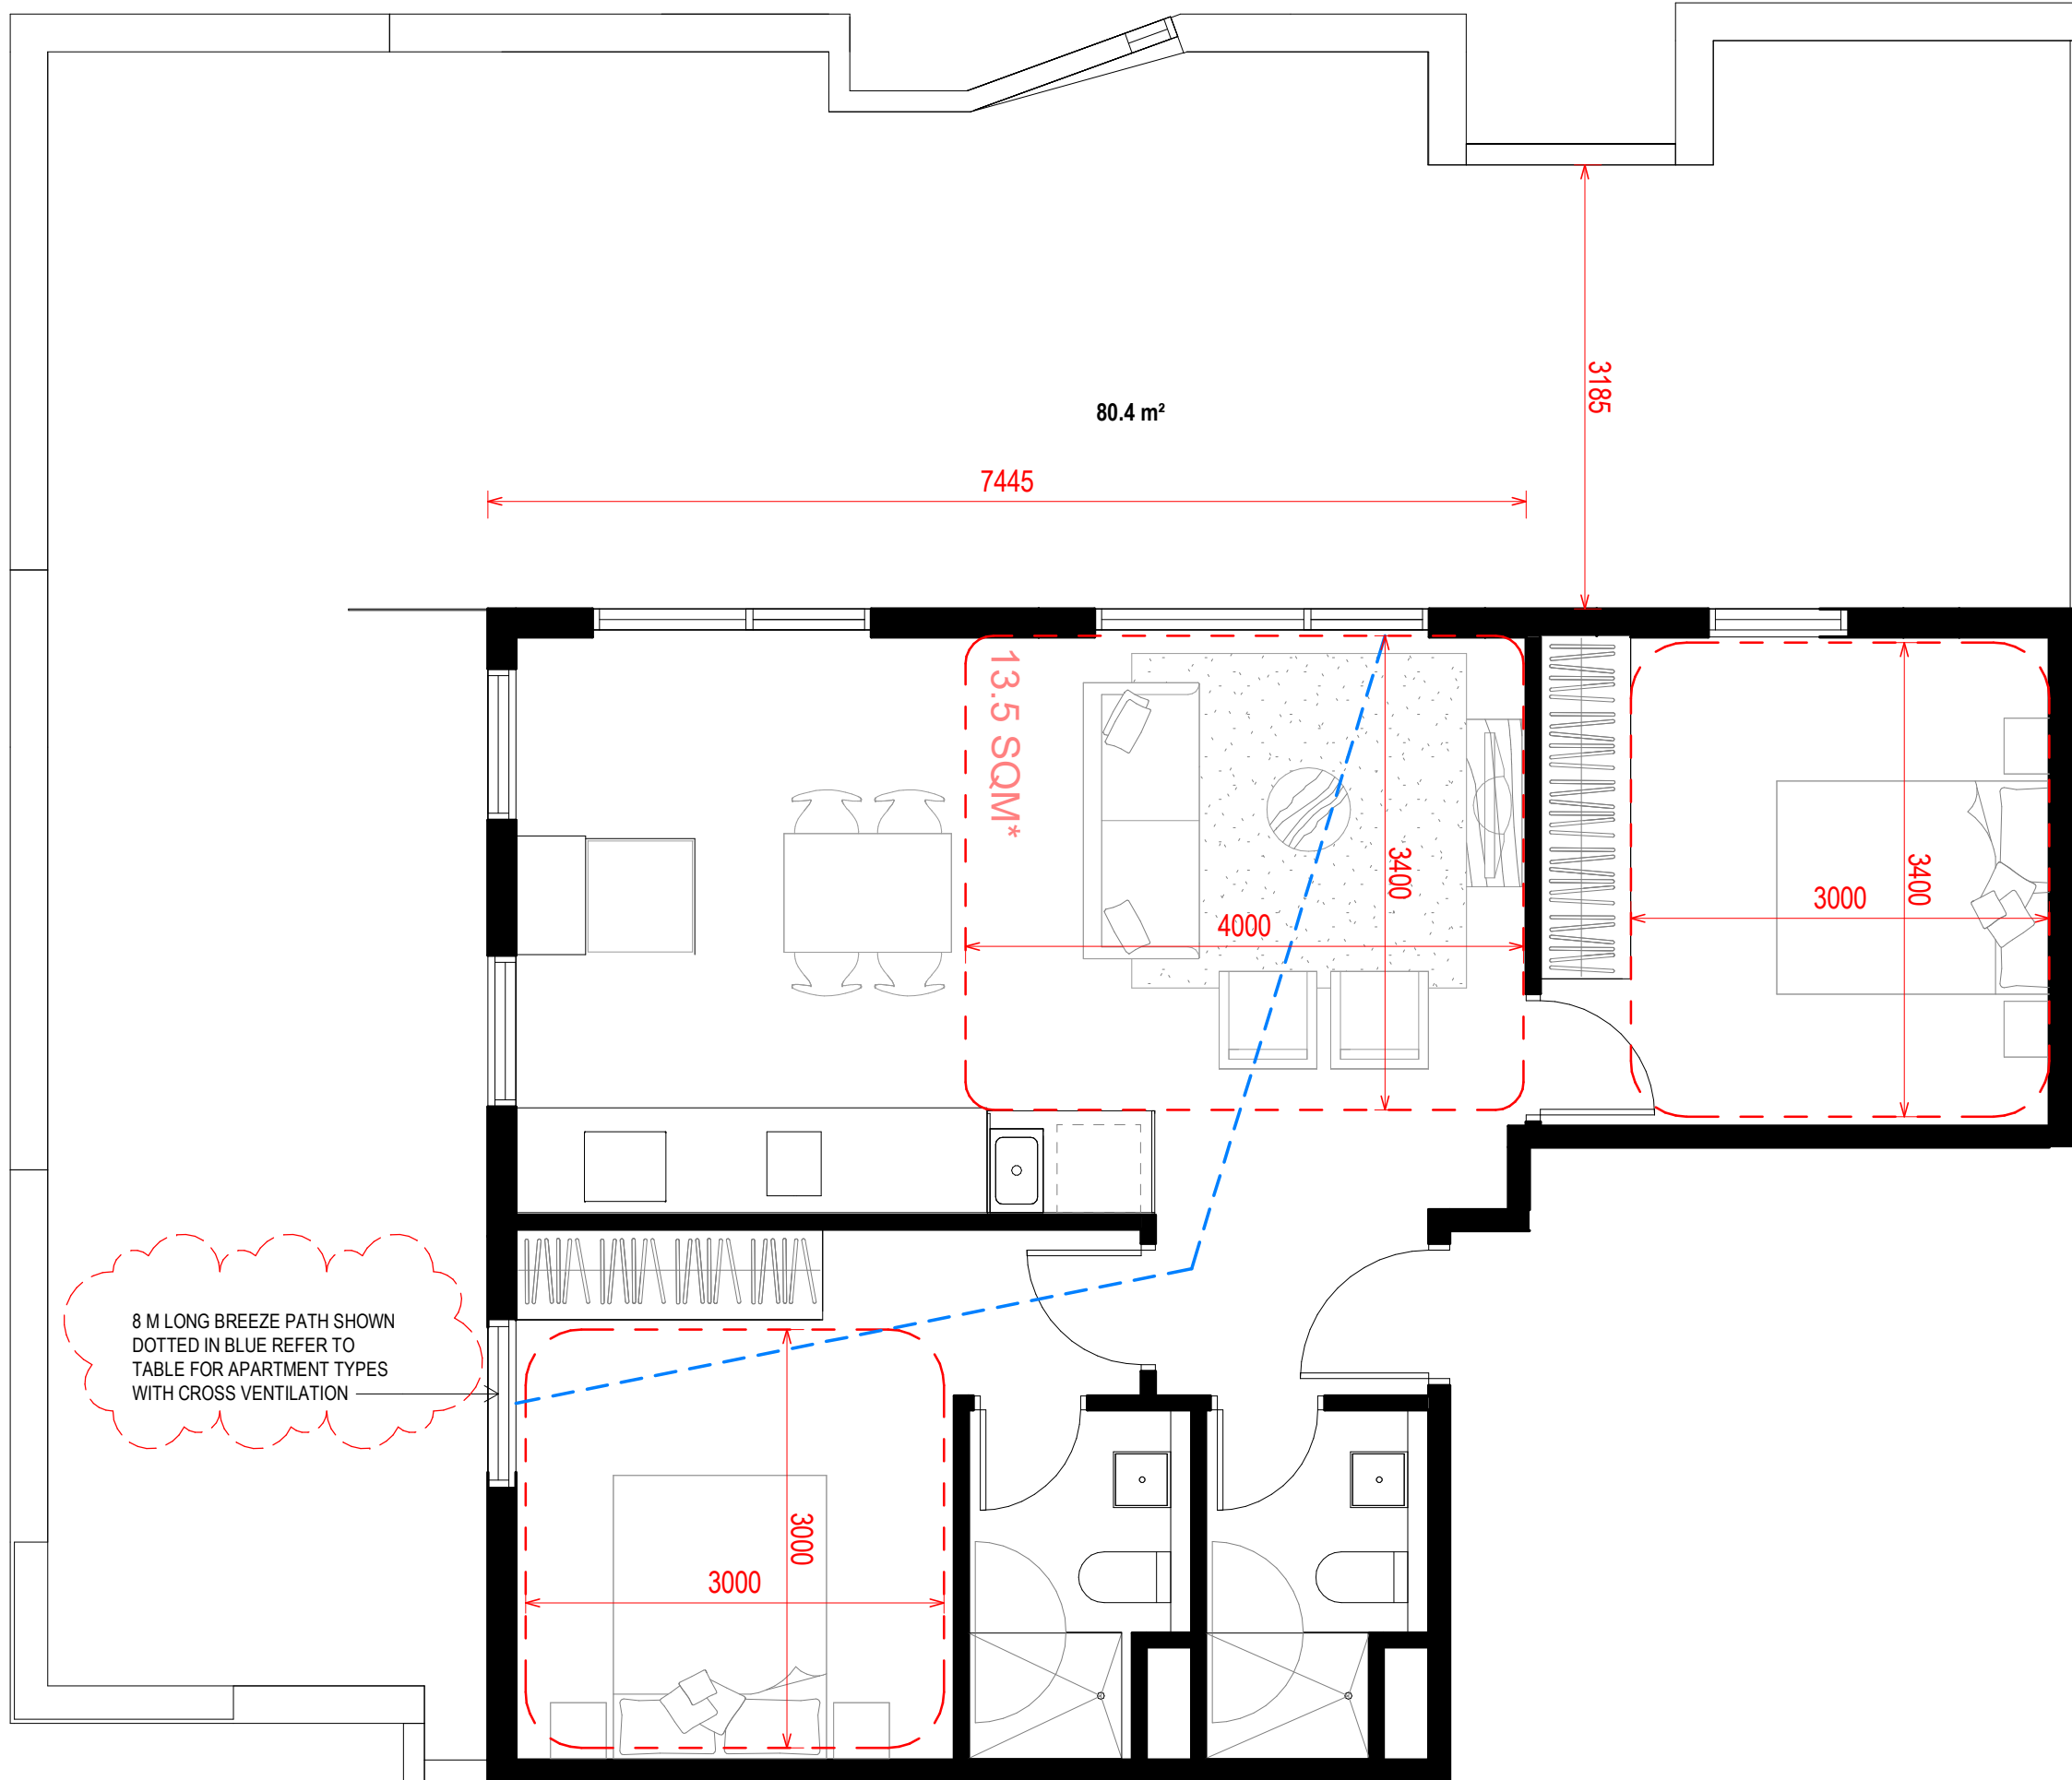 3185
80.4 m²
7445
13.5 SQM*
3400
4000
3400
3000
8 M LONG BREEZE PATH SHOWN
DOTTED IN BLUE REFER TO
TABLE FOR APARTMENT TYPES
WITH CROSS VENTILATION
3000
3000